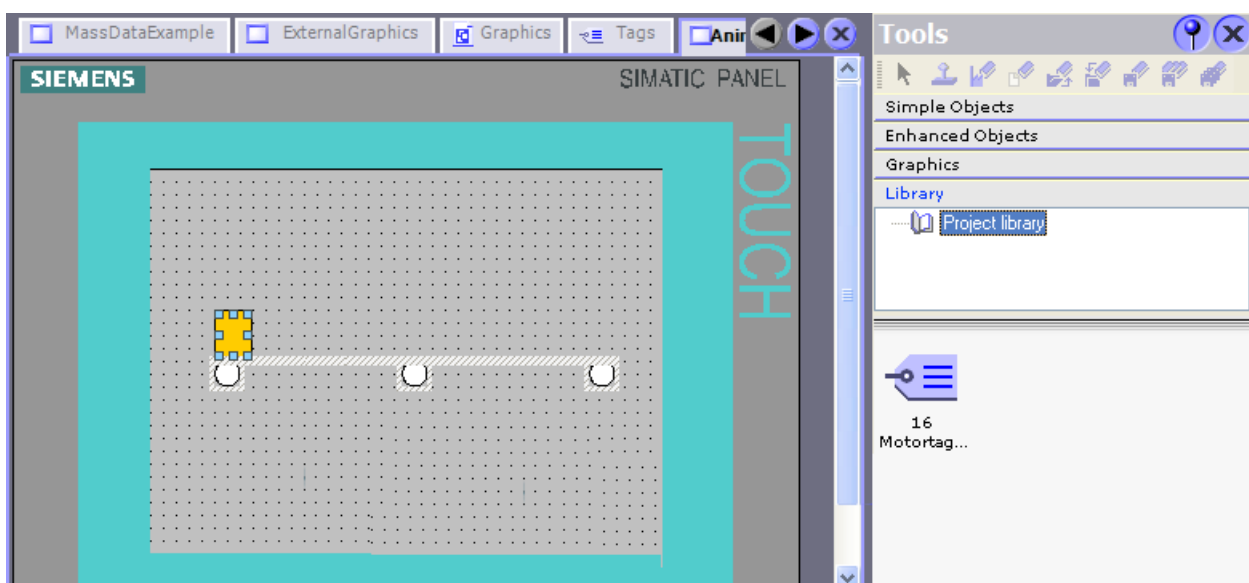 MassDataExample
ExternalGraphics
Graphics
Tags
Anir
Tools
SIEMENS
SIMATIC PANEL
TOUCH
Simple Objects
Enhanced Objects
Graphics
Library
Project library
16
Motortag...